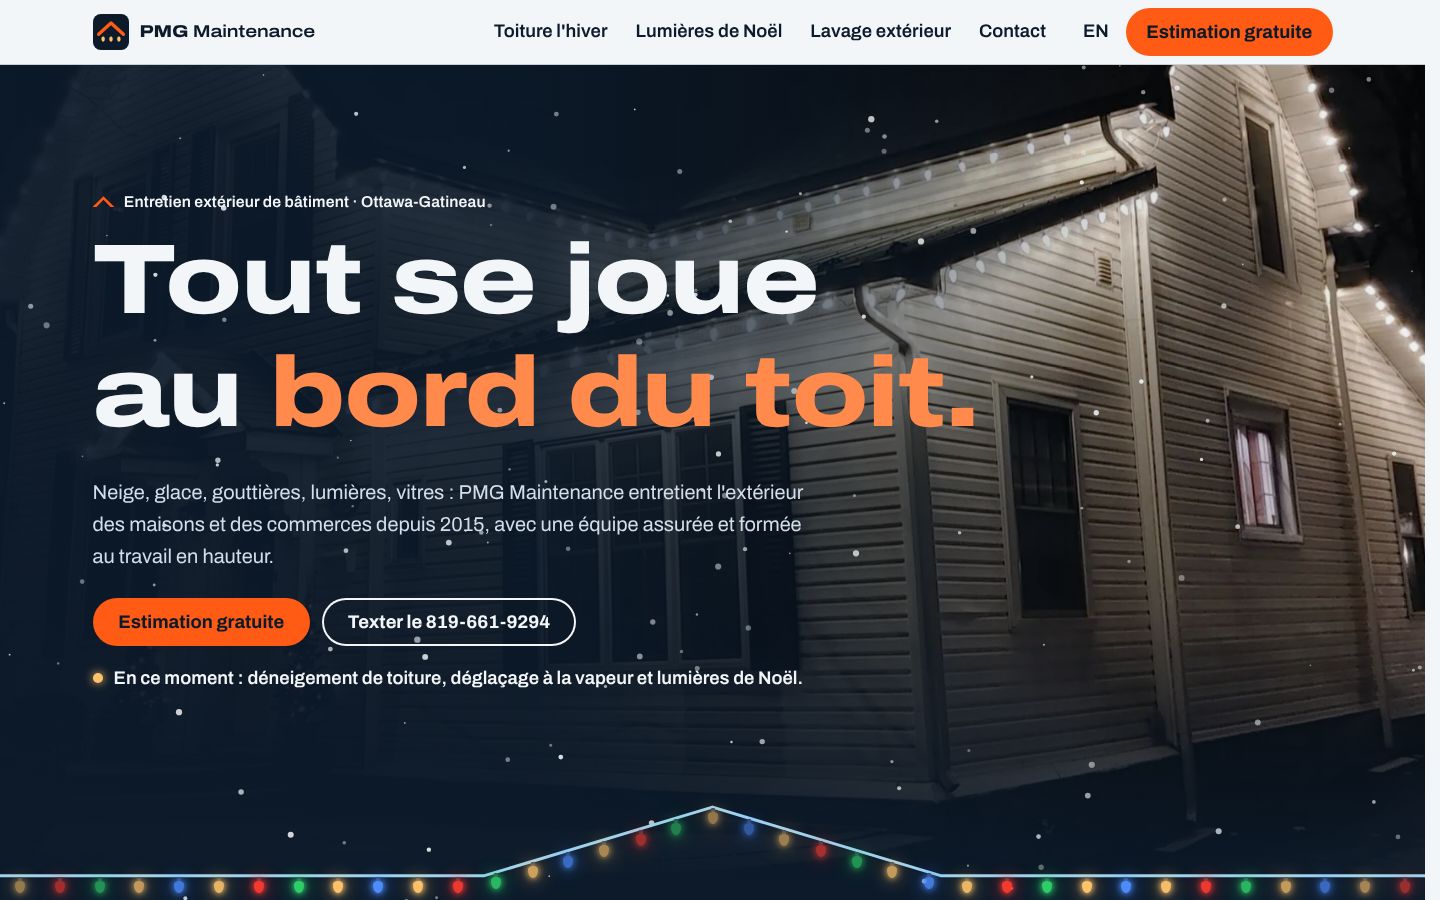 PMG Maintenance
Toiture l'hiver
Lumières de Noël
Lavage extérieur
Contact
EN
Estimation gratuite
Entretien extérieur de bâtiment · Ottawa-Gatineau
Tout se joue
au bord du toit.
Neige, glace, gouttières, lumières, vitres : PMG Maintenance entretient l'extérieur
des maisons et des commerces depuis 2015, avec une équipe assurée et formée
au travail en hauteur.
Estimation gratuite
Texter le 819-661-9294
En ce moment : déneigement de toiture, déglaçage à la vapeur et lumières de Noël.